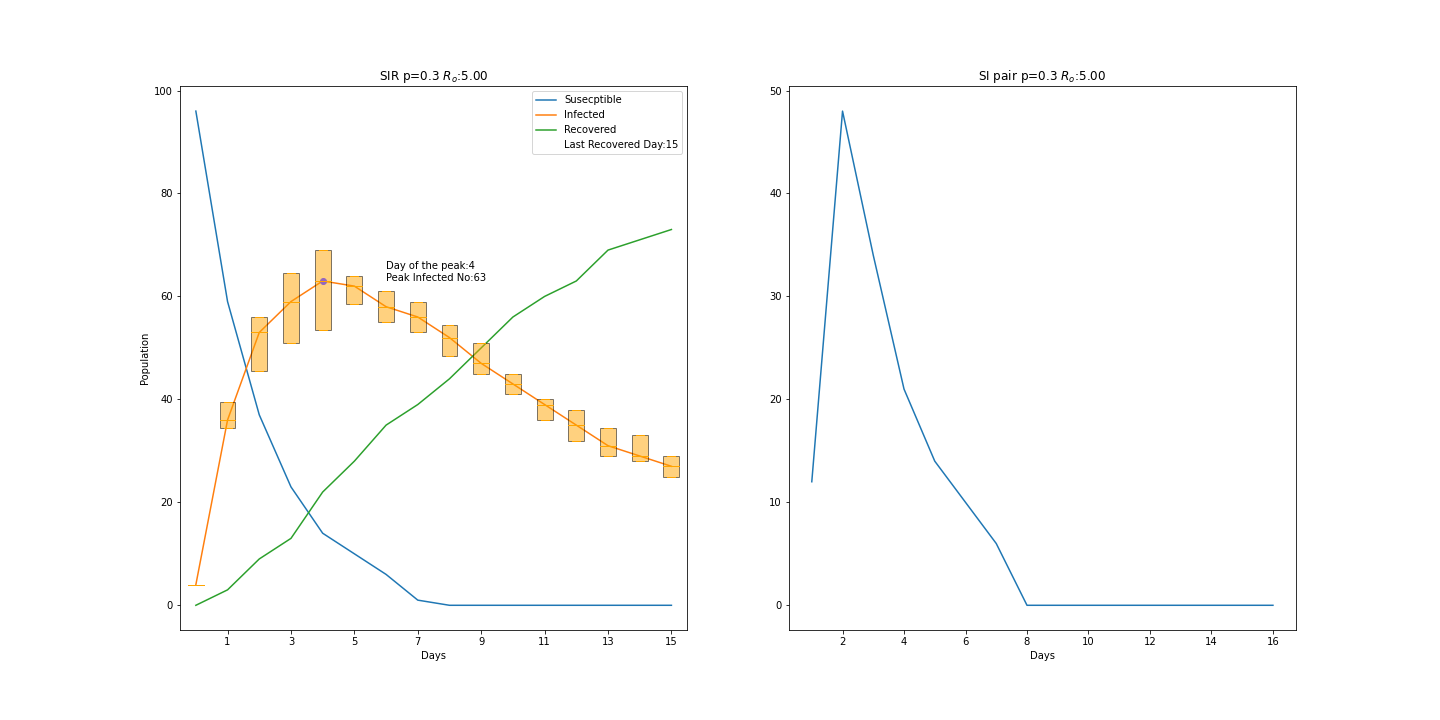 SIR p=0.3 Rₒ:5.00
100
80
60
40
20
0
Population
Susecptible
Infected
Recovered
Last Recovered Day:15
Day of the peak:4
Peak Infected No:63
1 3 5 7 9 11 13 15
Days
SI pair p=0.3 Rₒ:5.00
50
40
30
20
10
0
2 4 6 8 10 12 14 16
Days